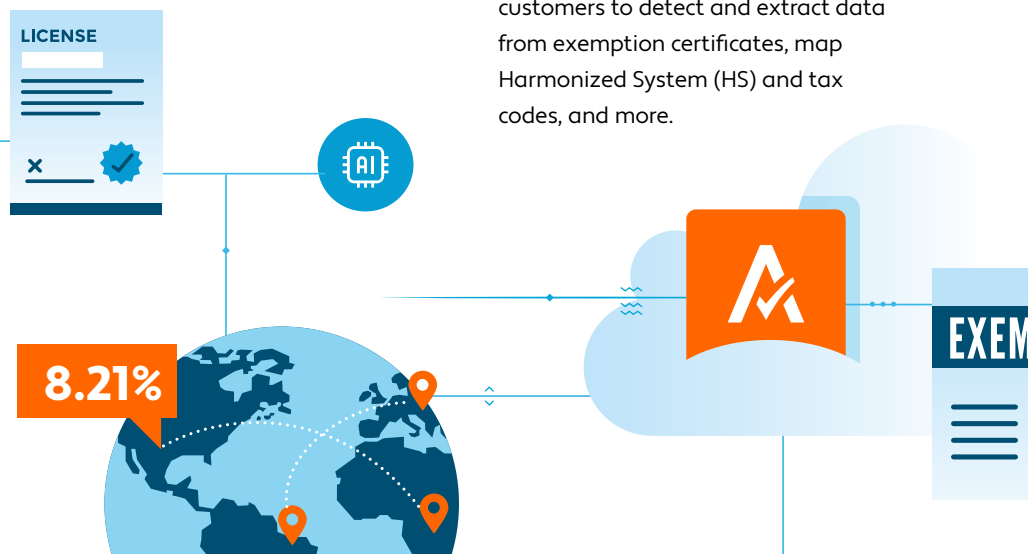 customers to detect and extract data
from exemption certificates, map
Harmonized System (HS) and tax
codes, and more.
LICENSE
AI
8.21%
EXEM